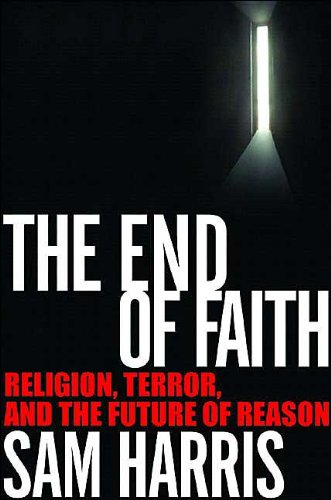 THE END
OF FAITH
RELIGION, TERROR,
AND THE FUTURE OF REASON
SAM HARRIS